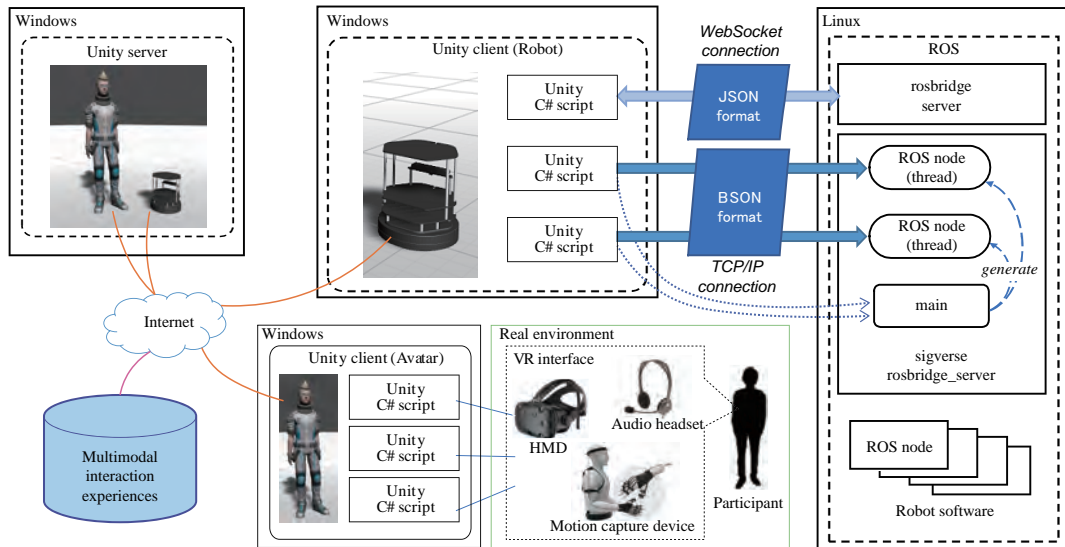 Windows
Unity server
Windows
Unity client (Robot)
Unity
C# script
Unity
C# script
Unity
C# script
WebSocket
connection
JSON
format
BSON
format
TCP/IP
connection
Linux
ROS
rosbridge
server
ROS node
(thread)
ROS node
(thread)
generate
main
sigverse
rosbridge_server
ROS node
Robot software
Internet
Multimodal
interaction
experiences
Windows
Unity client (Avatar)
Unity
C# script
Unity
C# script
Unity
C# script
Real environment
VR interface
HMD
Audio headset
Motion capture device
Participant